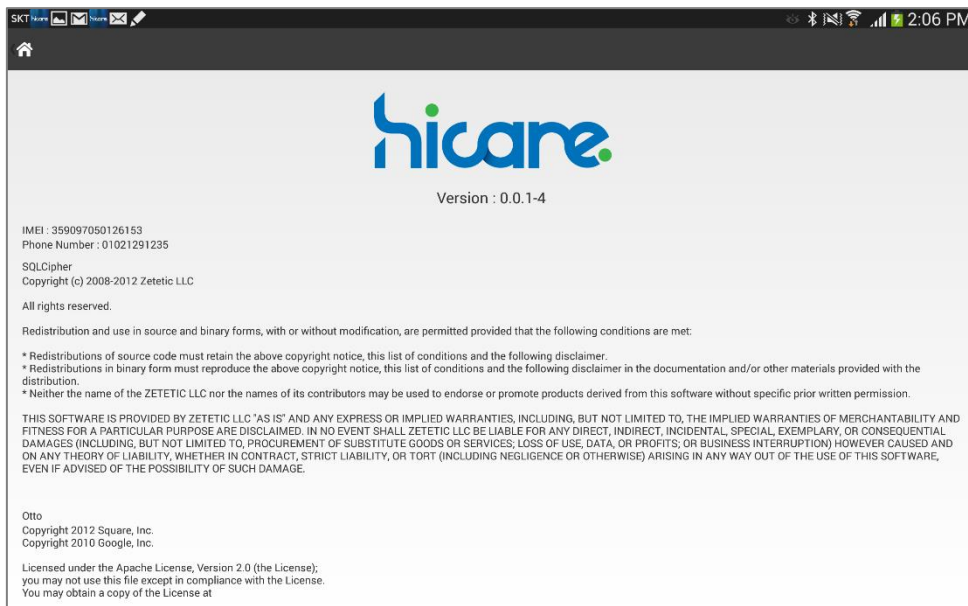 SKT hicare hicare 2:06 PM
hicare.
Version : 0.0.1-4
IMEI : 359097050126153
Phone Number : 01021291235
SQLCipher
Copyright (c) 2008-2012 Zetetic LLC
All rights reserved.
Redistribution and use in source and binary forms, with or without modification, are permitted provided that the following conditions are met:
* Redistributions of source code must retain the above copyright notice, this list of conditions and the following disclaimer.
* Redistributions in binary form must reproduce the above copyright notice, this list of conditions and the following disclaimer in the documentation and/or other materials provided with the
distribution.
* Neither the name of the ZETETIC LLC nor the names of its contributors may be used to endorse or promote products derived from this software without specific prior written permission.
THIS SOFTWARE IS PROVIDED BY ZETETIC LLC "AS IS" AND ANY EXPRESS OR IMPLIED WARRANTIES, INCLUDING, BUT NOT LIMITED TO, THE IMPLIED WARRANTIES OF MERCHANTABILITY AND
FITNESS FOR A PARTICULAR PURPOSE ARE DISCLAIMED. IN NO EVENT SHALL ZETETIC LLC BE LIABLE FOR ANY DIRECT, INDIRECT, INCIDENTAL, SPECIAL, EXEMPLARY, OR CONSEQUENTIAL
DAMAGES (INCLUDING, BUT NOT LIMITED TO, PROCUREMENT OF SUBSTITUTE GOODS OR SERVICES; LOSS OF USE, DATA, OR PROFITS; OR BUSINESS INTERRUPTION) HOWEVER CAUSED AND
ON ANY THEORY OF LIABILITY, WHETHER IN CONTRACT, STRICT LIABILITY, OR TORT (INCLUDING NEGLIGENCE OR OTHERWISE) ARISING IN ANY WAY OUT OF THE USE OF THIS SOFTWARE,
EVEN IF ADVISED OF THE POSSIBILITY OF SUCH DAMAGE.
Otto
Copyright 2012 Square, Inc.
Copyright 2010 Google, Inc.
Licensed under the Apache License, Version 2.0 (the License);
you may not use this file except in compliance with the License.
You may obtain a copy of the License at